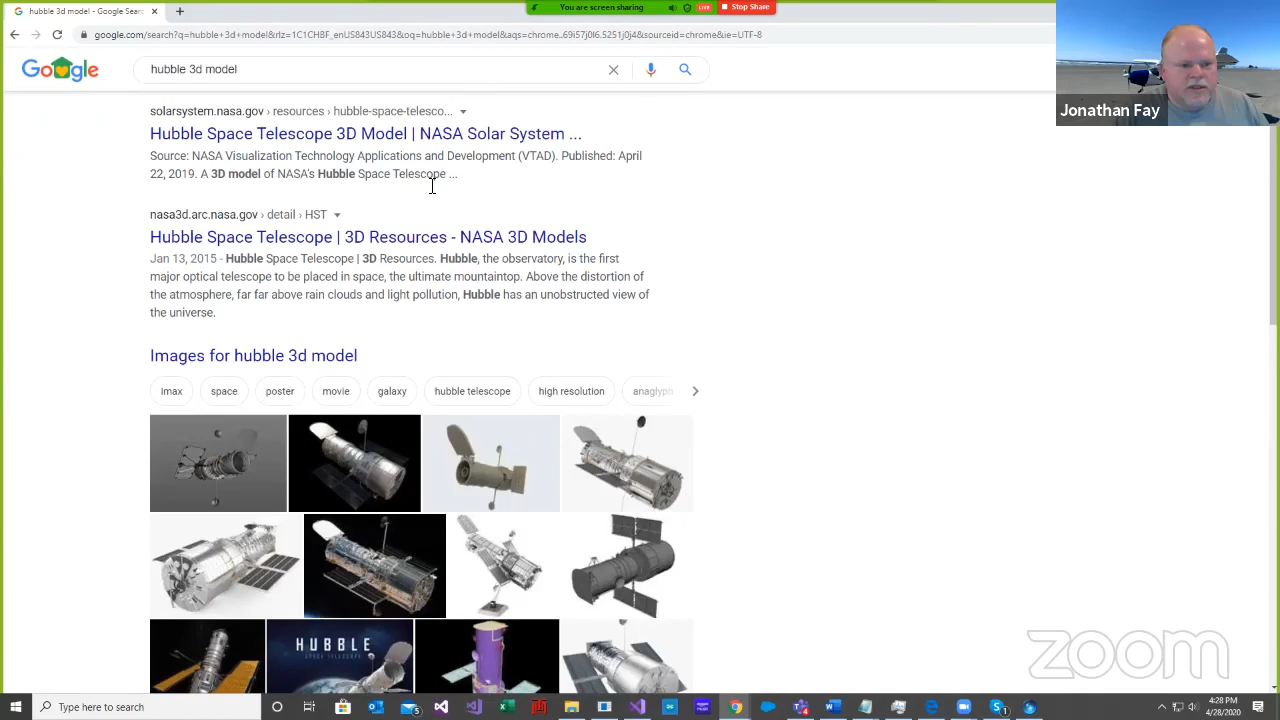 hubble 3d model - Google Sear
You are screen sharing
LIVE
Stop Share
google.com/search?q=hubble+3d+model&rlz=1C1CHBF_enUS843US843&oq=hubble+3d+model&aqs=chrome..69i57j0l6.5251j0j4&sourceid=chrome&ie=UTF-8
Google
hubble 3d model
Jonathan Fay
solarsystem.nasa.gov › resources › hubble-space-telesco...
Hubble Space Telescope 3D Model | NASA Solar System ...
Source: NASA Visualization Technology Applications and Development (VTAD). Published: April
22, 2019. A 3D model of NASA's Hubble Space Telescope ...
nasa3d.arc.nasa.gov › detail › HST
Hubble Space Telescope | 3D Resources - NASA 3D Models
Jan 13, 2015 - Hubble Space Telescope | 3D Resources. Hubble, the observatory, is the first
major optical telescope to be placed in space, the ultimate mountaintop. Above the distortion of
the atmosphere, far far above rain clouds and light pollution, Hubble has an unobstructed view of
the universe.
Images for hubble 3d model
imax
space
poster
movie
galaxy
hubble telescope
high resolution
anaglyph
HUBBLE
SPACE TELESCOPE
zoom
Type here to search
5
4
1
4:28 PM
4/28/2020